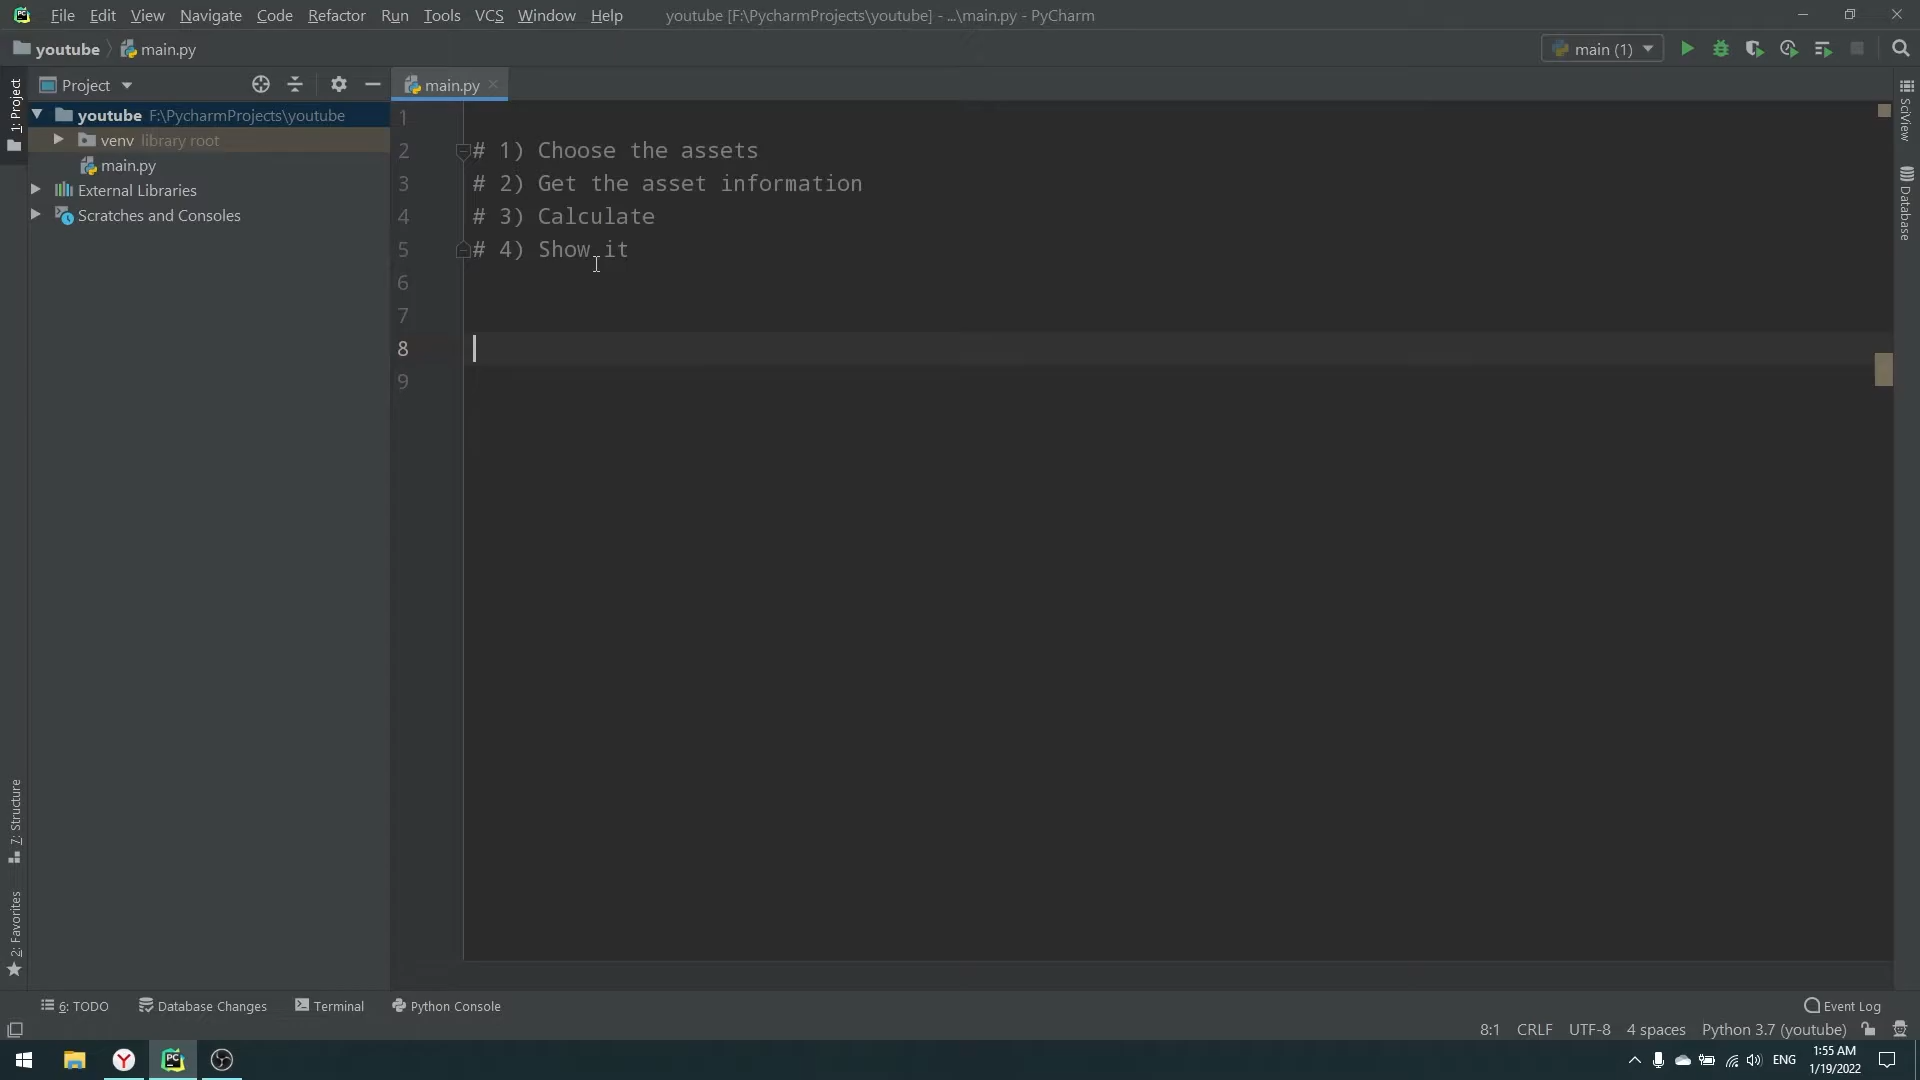 File Edit View Navigate Code Refactor Run Tools VCS Window Help youtube [F:\PycharmProjects\youtube] - ...\main.py - PyCharm
youtube main.py main (1)
Project main.py
1: Project
youtube F:\PycharmProjects\youtube
venv library root
main.py
External Libraries
Scratches and Consoles
1
2 # 1) Choose the assets
3 # 2) Get the asset information
4 # 3) Calculate
5 # 4) Show it
6
7
8
9
SciView
Database
7: Structure
2: Favorites
6: TODO Database Changes Terminal Python Console Event Log
8:1 CRLF UTF-8 4 spaces Python 3.7 (youtube)
PC
ENG 1:55 AM
1/19/2022